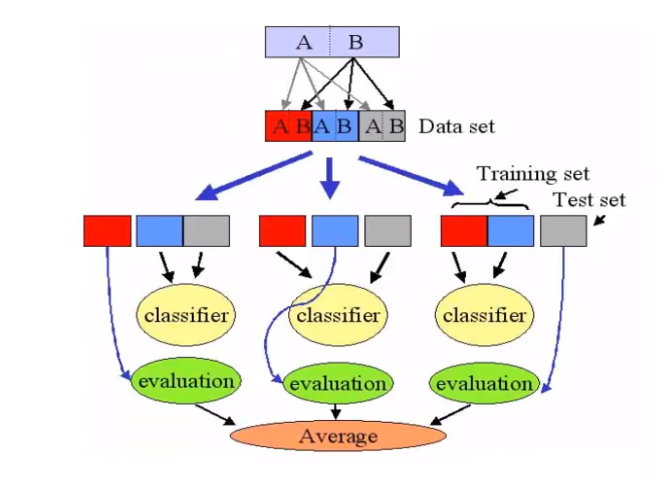 A B
A B A B A B Data set
Training set
Test set
classifier classifier classifier
evaluation evaluation evaluation
Average